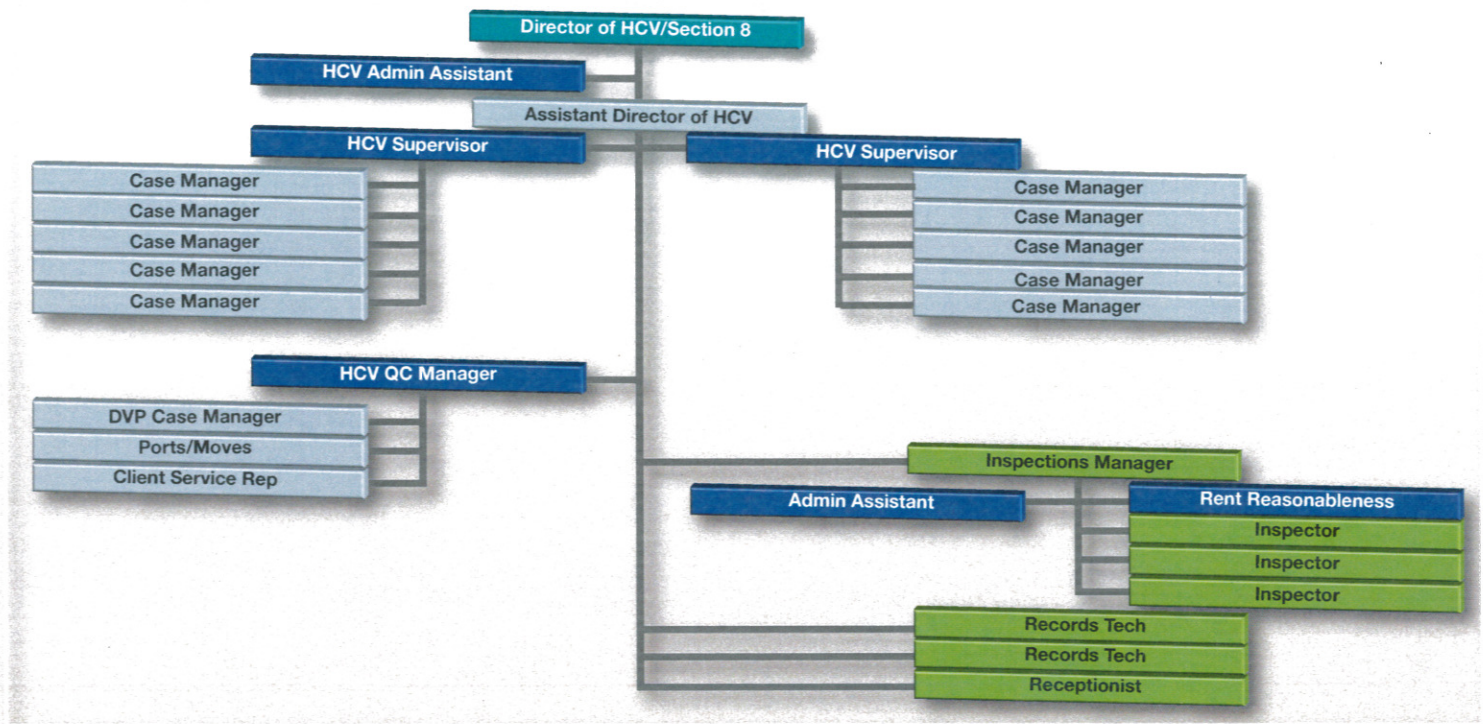 Director of HCV/Section 8
HCV Admin Assistant
Assistant Director of HCV
HCV Supervisor
HCV Supervisor
Case Manager
Case Manager
Case Manager
Case Manager
Case Manager
Case Manager
Case Manager
Case Manager
Case Manager
Case Manager
HCV QC Manager
DVP Case Manager
Ports/Moves
Client Service Rep
Inspections Manager
Admin Assistant
Rent Reasonableness
Inspector
Inspector
Inspector
Records Tech
Records Tech
Receptionist